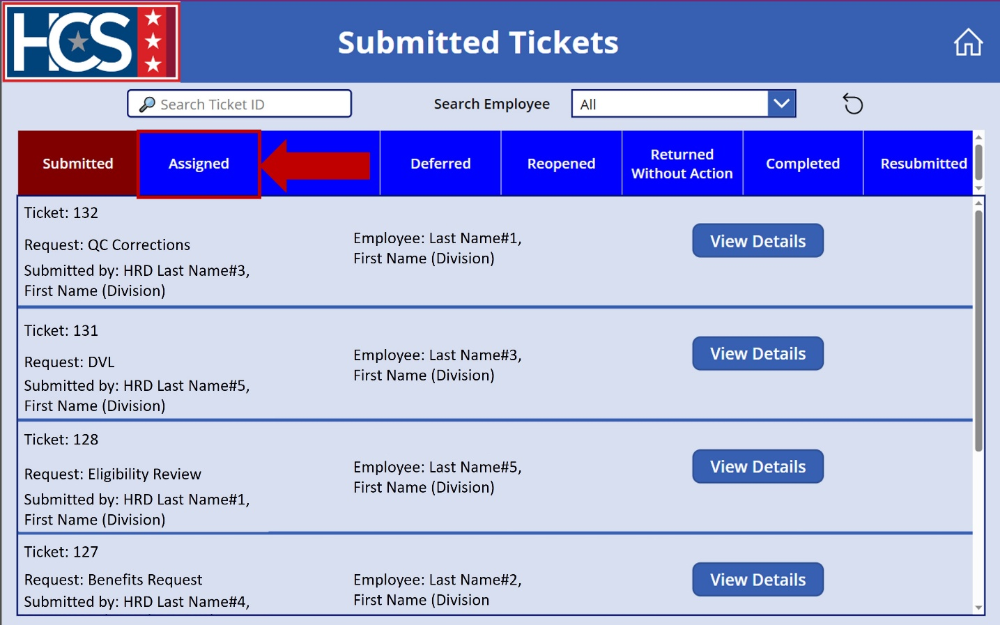 HCS
Submitted Tickets
Search Ticket ID
Search Employee
All
Submitted
Assigned
Deferred
Reopened
Returned
Without Action
Completed
Resubmitted
Ticket: 132
Request: QC Corrections
Submitted by: HRD Last Name#3,
First Name (Division)
Employee: Last Name#1,
First Name (Division)
View Details
Ticket: 131
Request: DVL
Submitted by: HRD Last Name#5,
First Name (Division)
Employee: Last Name#3,
First Name (Division)
View Details
Ticket: 128
Request: Eligibility Review
Submitted by: HRD Last Name#1,
First Name (Division)
Employee: Last Name#5,
First Name (Division)
View Details
Ticket: 127
Request: Benefits Request
Submitted by: HRD Last Name#4,
Employee: Last Name#2,
First Name (Division
View Details